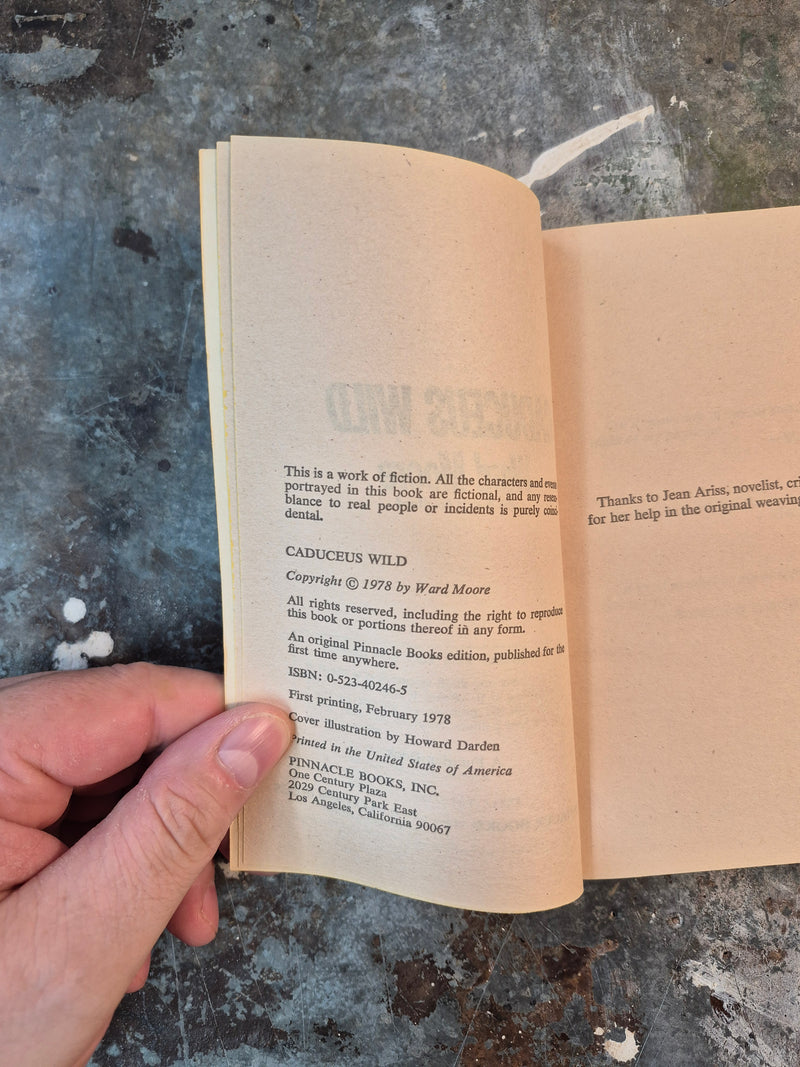 This is a work of fiction. All the characters and events
portrayed in this book are fictional, and any resem-
blance to real people or incidents is purely coinci-
dental.
CADUCEUS WILD
Copyright © 1978 by Ward Moore
All rights reserved, including the right to reproduce
this book or portions thereof in any form.
An original Pinnacle Books edition, published for the
first time anywhere.
ISBN: 0-523-40246-5
First printing, February 1978
Cover illustration by Howard Darden
Printed in the United States of America
PINNACLE BOOKS, INC.
One Century Plaza
2029 Century Park East
Los Angeles, California 90067
Thanks to Jean Ariss, novelist, cri
for her help in the original weaving